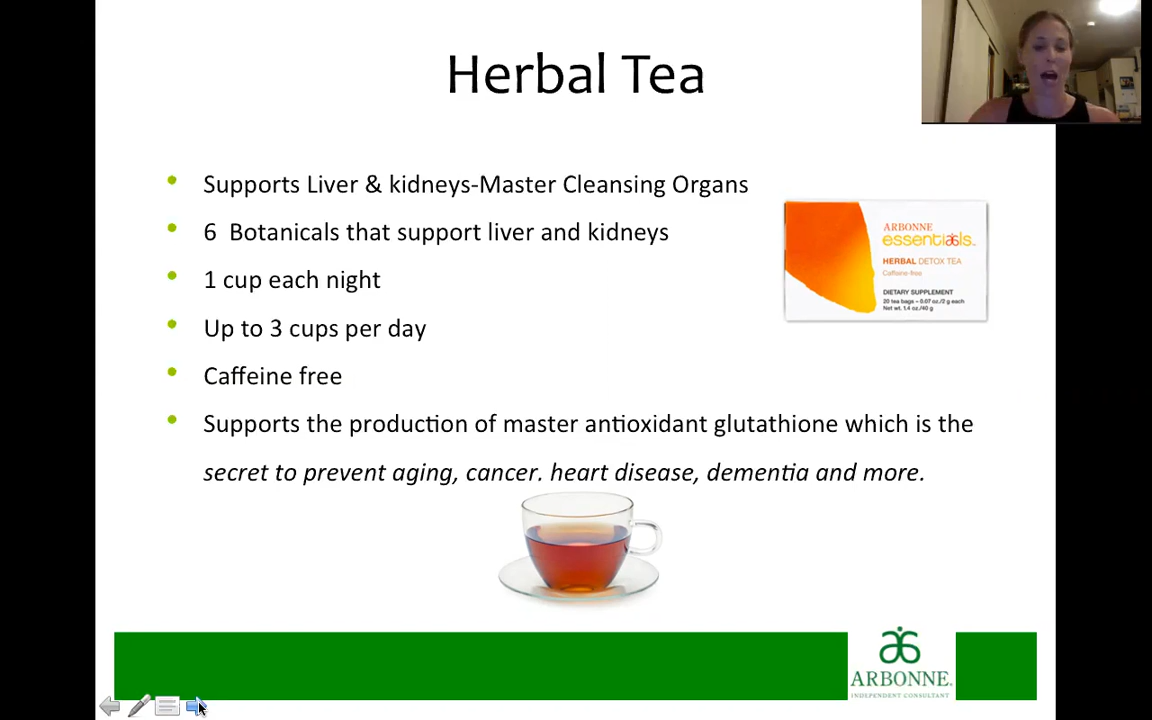 Herbal Tea
Supports Liver & kidneys-Master Cleansing Organs
6 Botanicals that support liver and kidneys
1 cup each night
Up to 3 cups per day
Caffeine free
Supports the production of master antioxidant glutathione which is the
secret to prevent aging, cancer. heart disease, dementia and more.
ARBONNE
essentials
HERBAL DETOX TEA
Caffeine-free
DIETARY SUPPLEMENT
20 tea bags – 0.07 oz./2 g each
Net wt. 1.4 oz./40 g
ARBONNE.
INDEPENDENT CONSULTANT